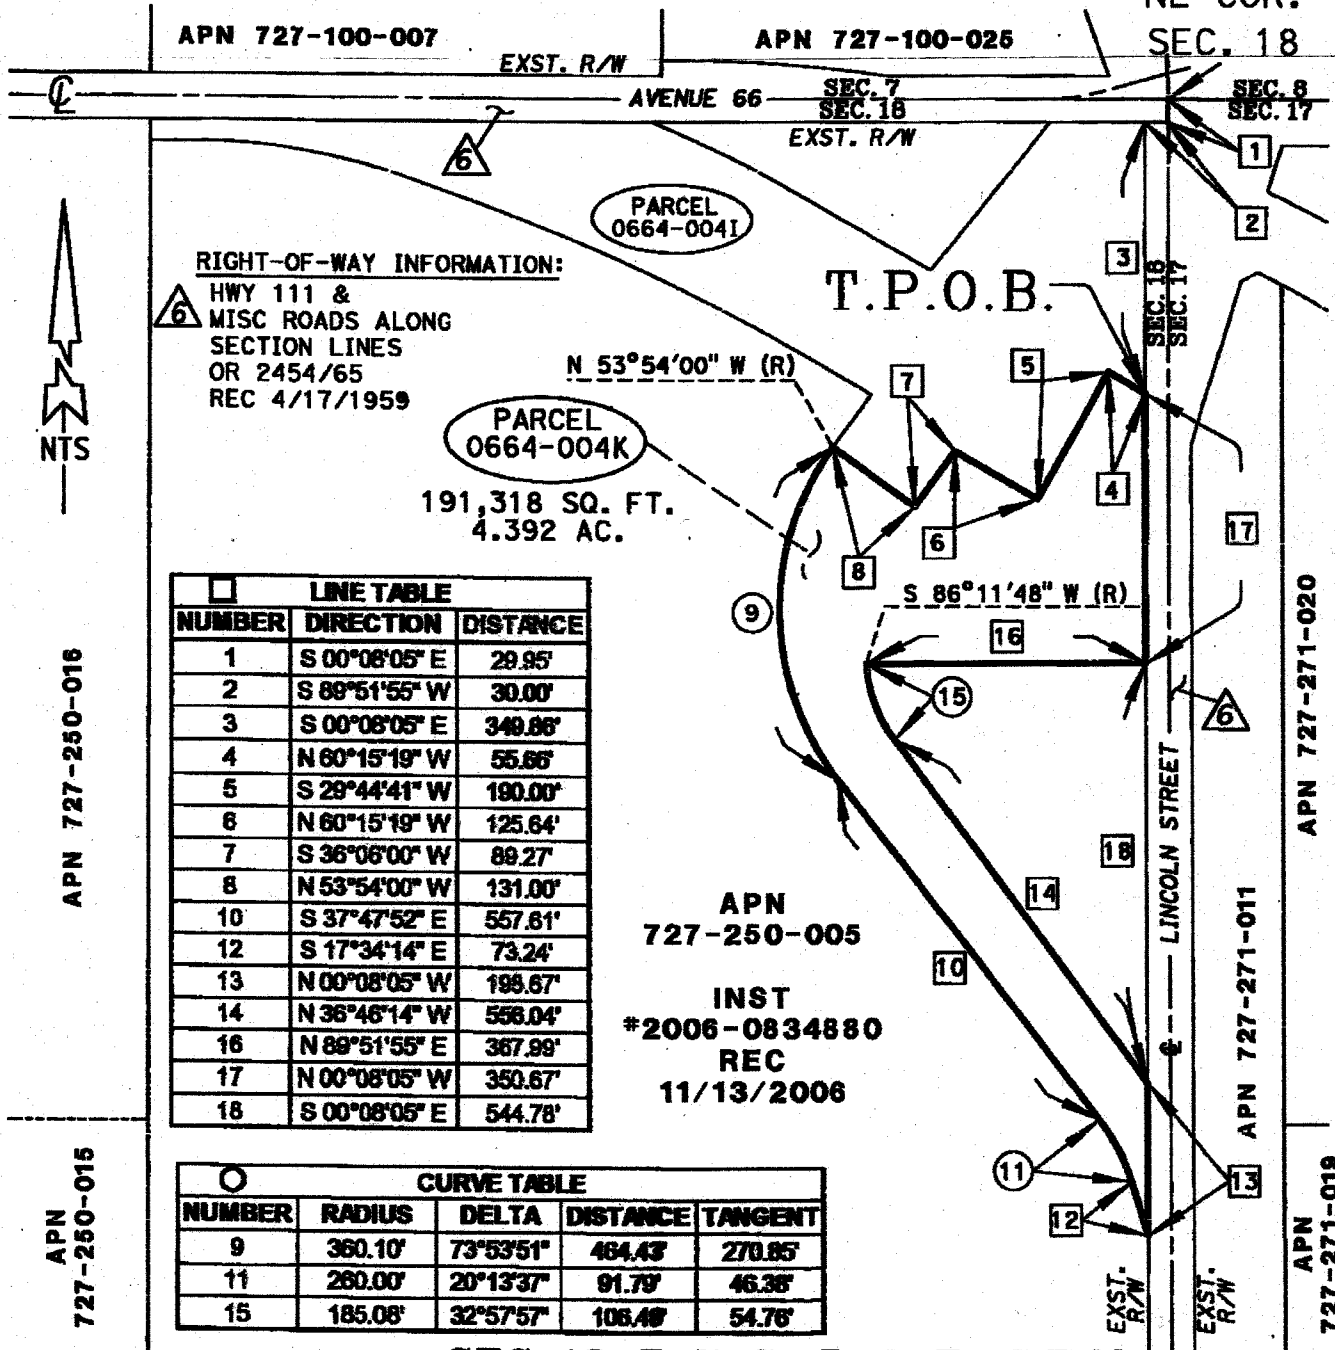 NE COR.
SEC. 18
APN 727-100-007
APN 727-100-025
EXST. R/W
℄
AVENUE 66
SEC. 7
SEC. 18
SEC. 8
SEC. 17
EXST. R/W
6
1
2
3
PARCEL
0664-004I
RIGHT-OF-WAY INFORMATION:
6
HWY 111 &
MISC ROADS ALONG
SECTION LINES
OR 2454/65
REC 4/17/1959
T.P.O.B.
SEC. 18
SEC. 17
NTS
N 53°54'00" W (R)
7
5
PARCEL
0664-004K
191,318 SQ. FT.
4.392 AC.
4
6
8
17
S 86°11'48" W (R)
9
16
15
6
LINE TABLE
NUMBER DIRECTION DISTANCE
1 S 00°08'05" E 29.95'
2 S 89°51'55" W 30.00'
3 S 00°08'05" E 349.86'
4 N 60°15'19" W 55.66'
5 S 29°44'41" W 190.00'
6 N 60°15'19" W 125.64'
7 S 36°06'00" W 89.27'
8 N 53°54'00" W 131.00'
10 S 37°47'52" E 557.61'
12 S 17°34'14" E 73.24'
13 N 00°08'05" W
14 N 36°46'14" W 556.04'
16 N 89°51'55" E 367.99'
17 N 00°08'05" W 350.67'
18 S 00°08'05" E 544.78'
APN 727-250-016
APN 727-271-020
LINCOLN STREET
18
14
10
APN
727-250-005
INST
#2006-0834880
REC
11/13/2006
℄
APN 727-271-011
11
12
13
CURVE TABLE
NUMBER RADIUS DELTA DISTANCE TANGENT
9 360.10' 73°53'51" 464.43' 270.85'
11 260.00' 20°13'37" 91.79' 46.38'
15 185.08' 32°57'57" 106.49' 54.76'
APN
727-250-015
EXST.
R/W
EXST.
R/W
APN
727-271-019